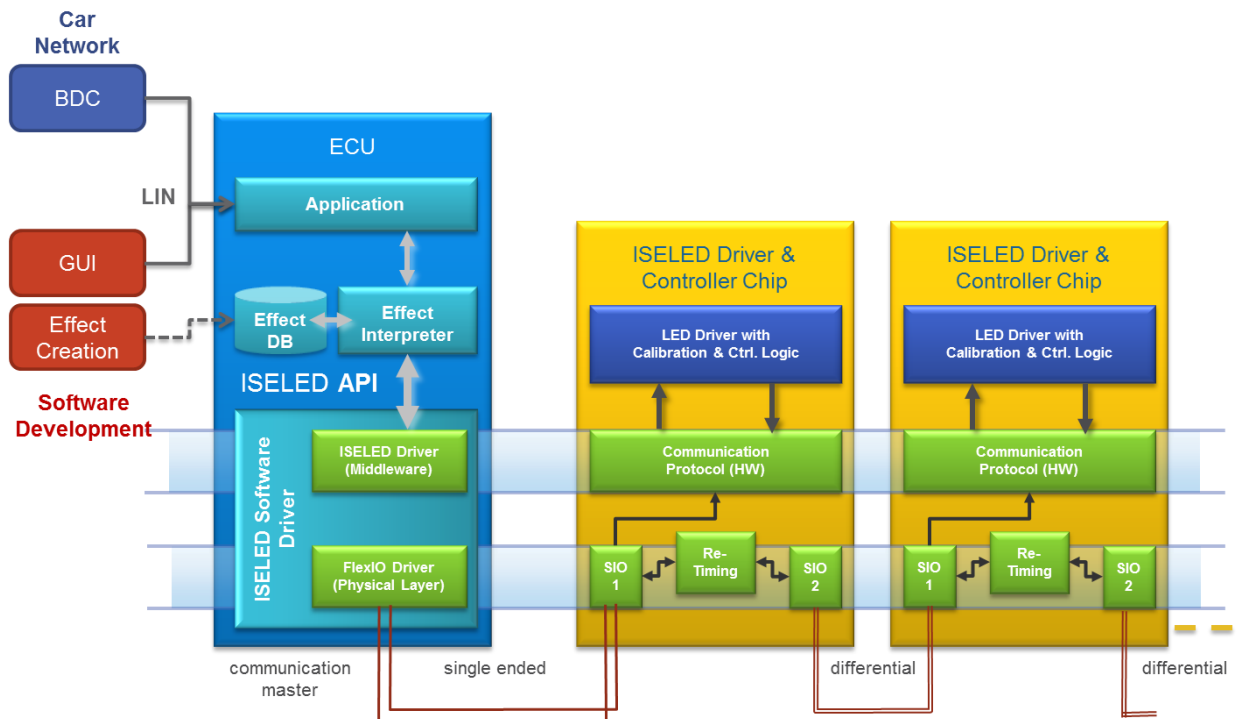 Car
Network
BDC
LIN
GUI
Effect
Creation
Software
Development
ECU
Application
Effect
DB
Effect
Interpreter
ISELED API
ISELED Software
Driver
ISELED Driver
(Middleware)
FlexIO Driver
(Physical Layer)
communication
master
single ended
ISELED Driver &
Controller Chip
LED Driver with
Calibration & Ctrl. Logic
Communication
Protocol (HW)
SIO
1
Re-
Timing
SIO
2
differential
ISELED Driver &
Controller Chip
LED Driver with
Calibration & Ctrl. Logic
Communication
Protocol (HW)
SIO
1
Re-
Timing
SIO
2
differential